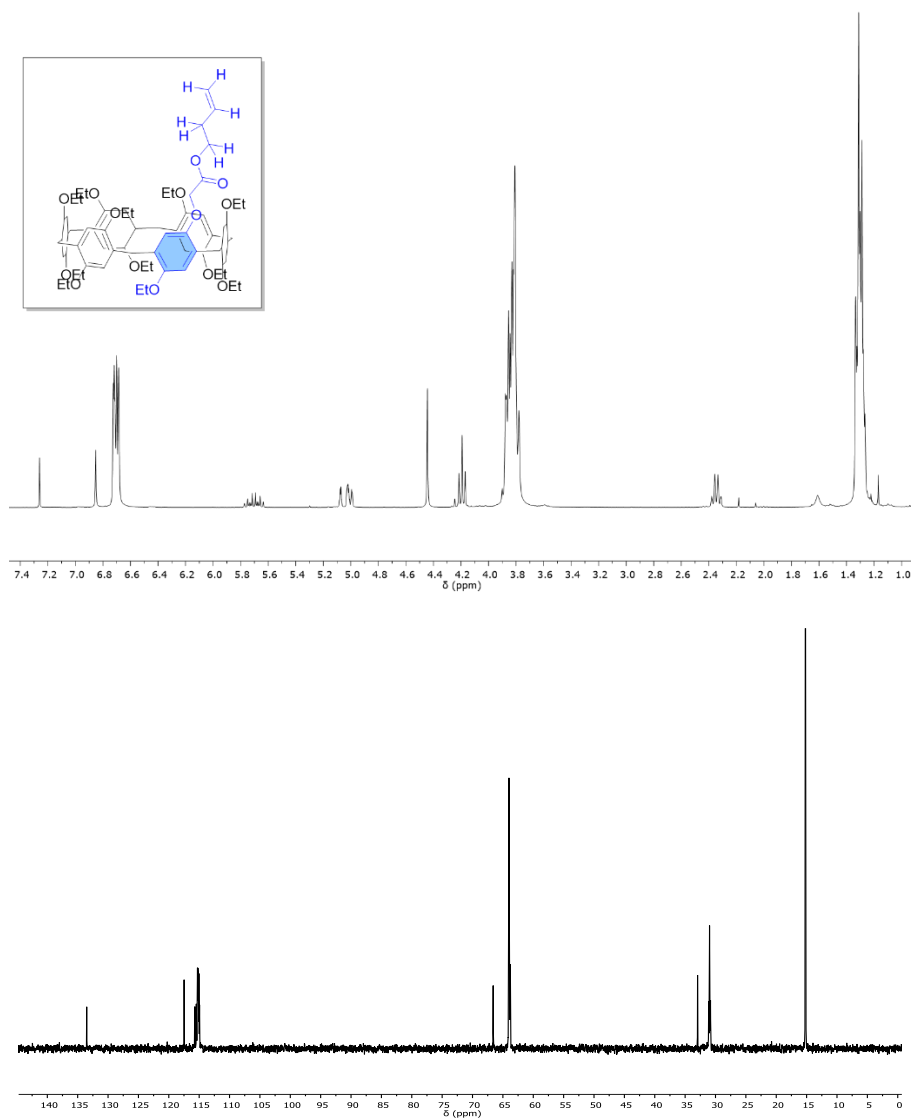 H H
H H
H H
O H
O
OEt EtO OEt EtO O OEt
OEt
OEt OEt OEt OEt OEt
EtO EtO OEt
7.4 7.2 7.0 6.8 6.6 6.4 6.2 6.0 5.8 5.6 5.4 5.2 5.0 4.8 4.6 4.4 4.2 4.0 3.8 3.6 3.4 3.2 3.0 2.8 2.6 2.4 2.2 2.0 1.8 1.6 1.4 1.2 1.0
δ (ppm)
140 135 130 125 120 115 110 105 100 95 90 85 80 75 70 65 60 55 50 45 40 35 30 25 20 15 10 5 0
δ (ppm)